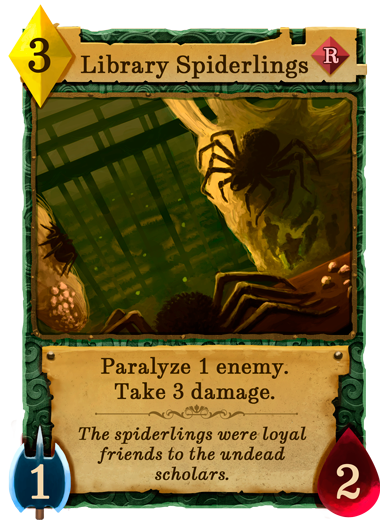 3
Library Spiderlings
R
Paralyze 1 enemy.
Take 3 damage.
The spiderlings were loyal
friends to the undead
scholars.
1
2